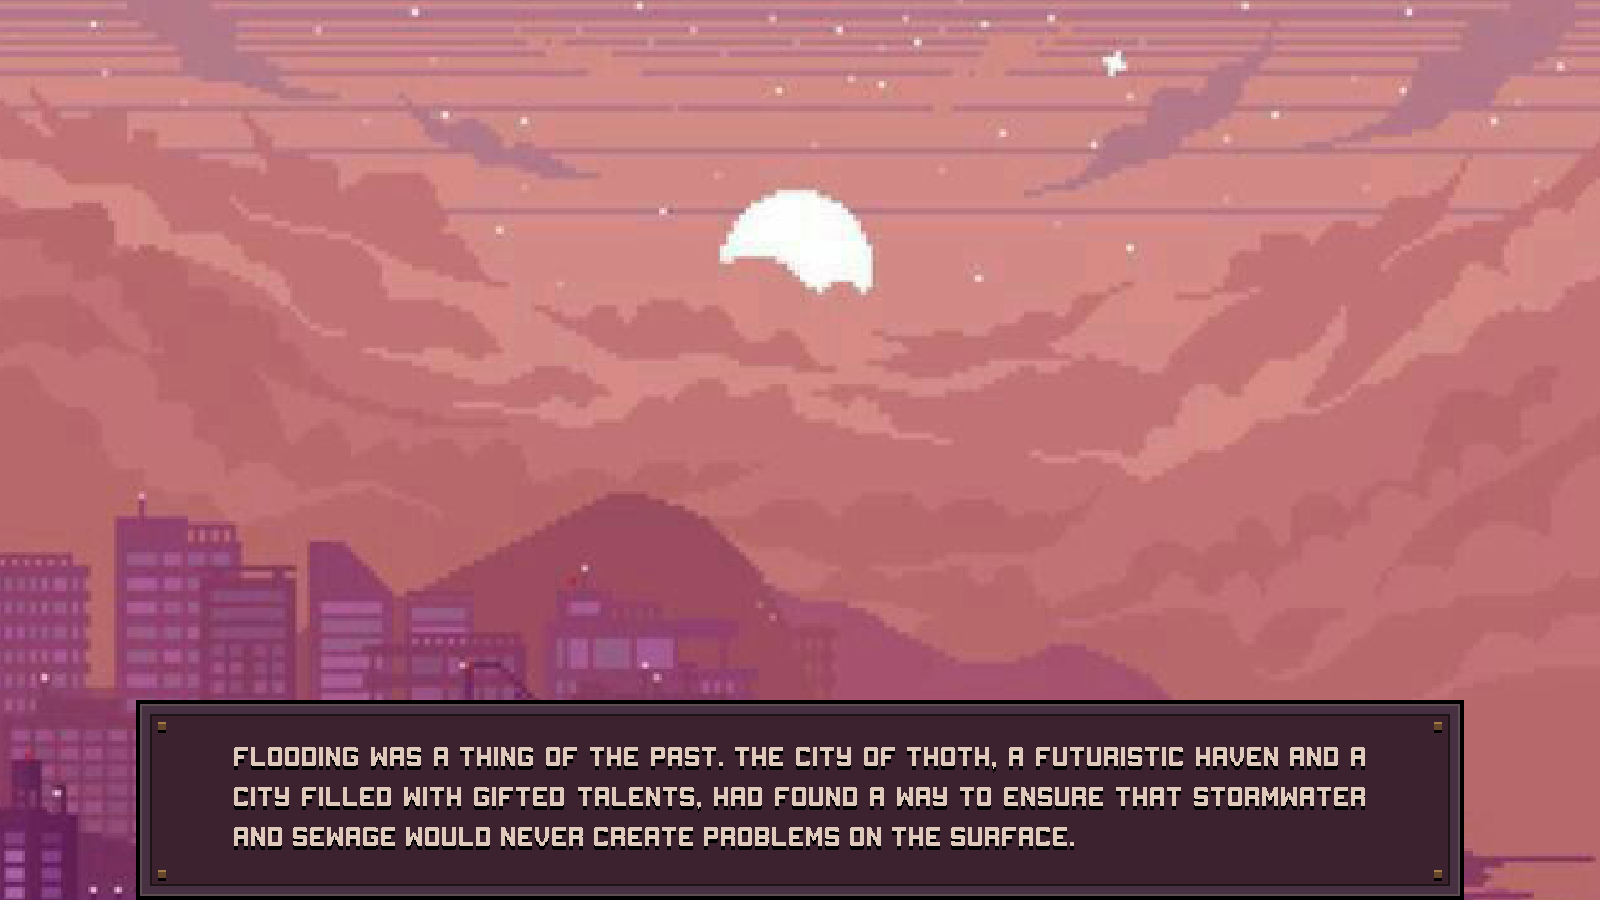 FLOODING WAS A THING OF THE PAST. THE CITY OF THOTH, A FUTURISTIC HAVEN AND A
CITY FILLED WITH GIFTED TALENTS, HAD FOUND A WAY TO ENSURE THAT STORMWATER
AND SEWAGE WOULD NEVER CREATE PROBLEMS ON THE SURFACE.